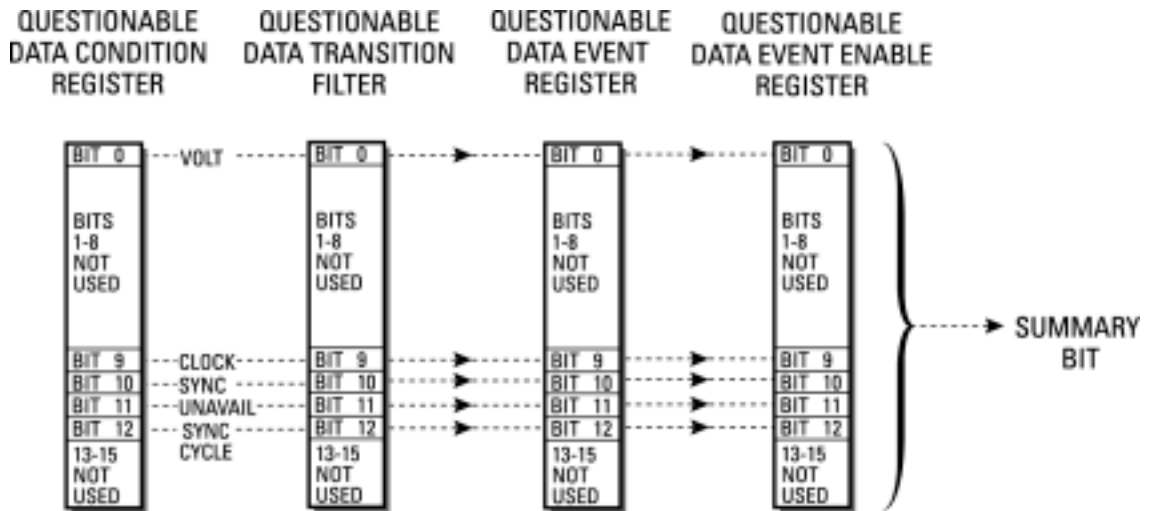 QUESTIONABLE
DATA CONDITION
REGISTER
QUESTIONABLE
DATA TRANSITION
FILTER
QUESTIONABLE
DATA EVENT
REGISTER
QUESTIONABLE
DATA EVENT ENABLE
REGISTER
BIT 0
VOLT
BIT 0
BIT 0
BIT 0
BITS
1-8
NOT
USED
BITS
1-8
NOT
USED
BITS
1-8
NOT
USED
BITS
1-8
NOT
USED
SUMMARY
BIT
BIT 9
CLOCK
BIT 9
BIT 9
BIT 9
BIT 10
SYNC
BIT 10
BIT 10
BIT 10
BIT 11
UNAVAIL
BIT 11
BIT 11
BIT 11
BIT 12
SYNC
CYCLE
BIT 12
BIT 12
BIT 12
13-15
NOT
USED
13-15
NOT
USED
13-15
NOT
USED
13-15
NOT
USED